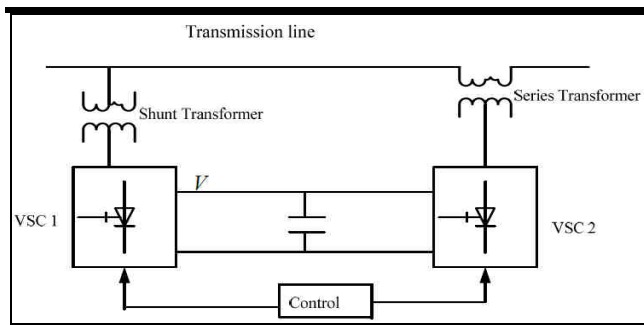 Transmission line
Shunt Transformer
Series Transformer
V
VSC 1
VSC 2
Control